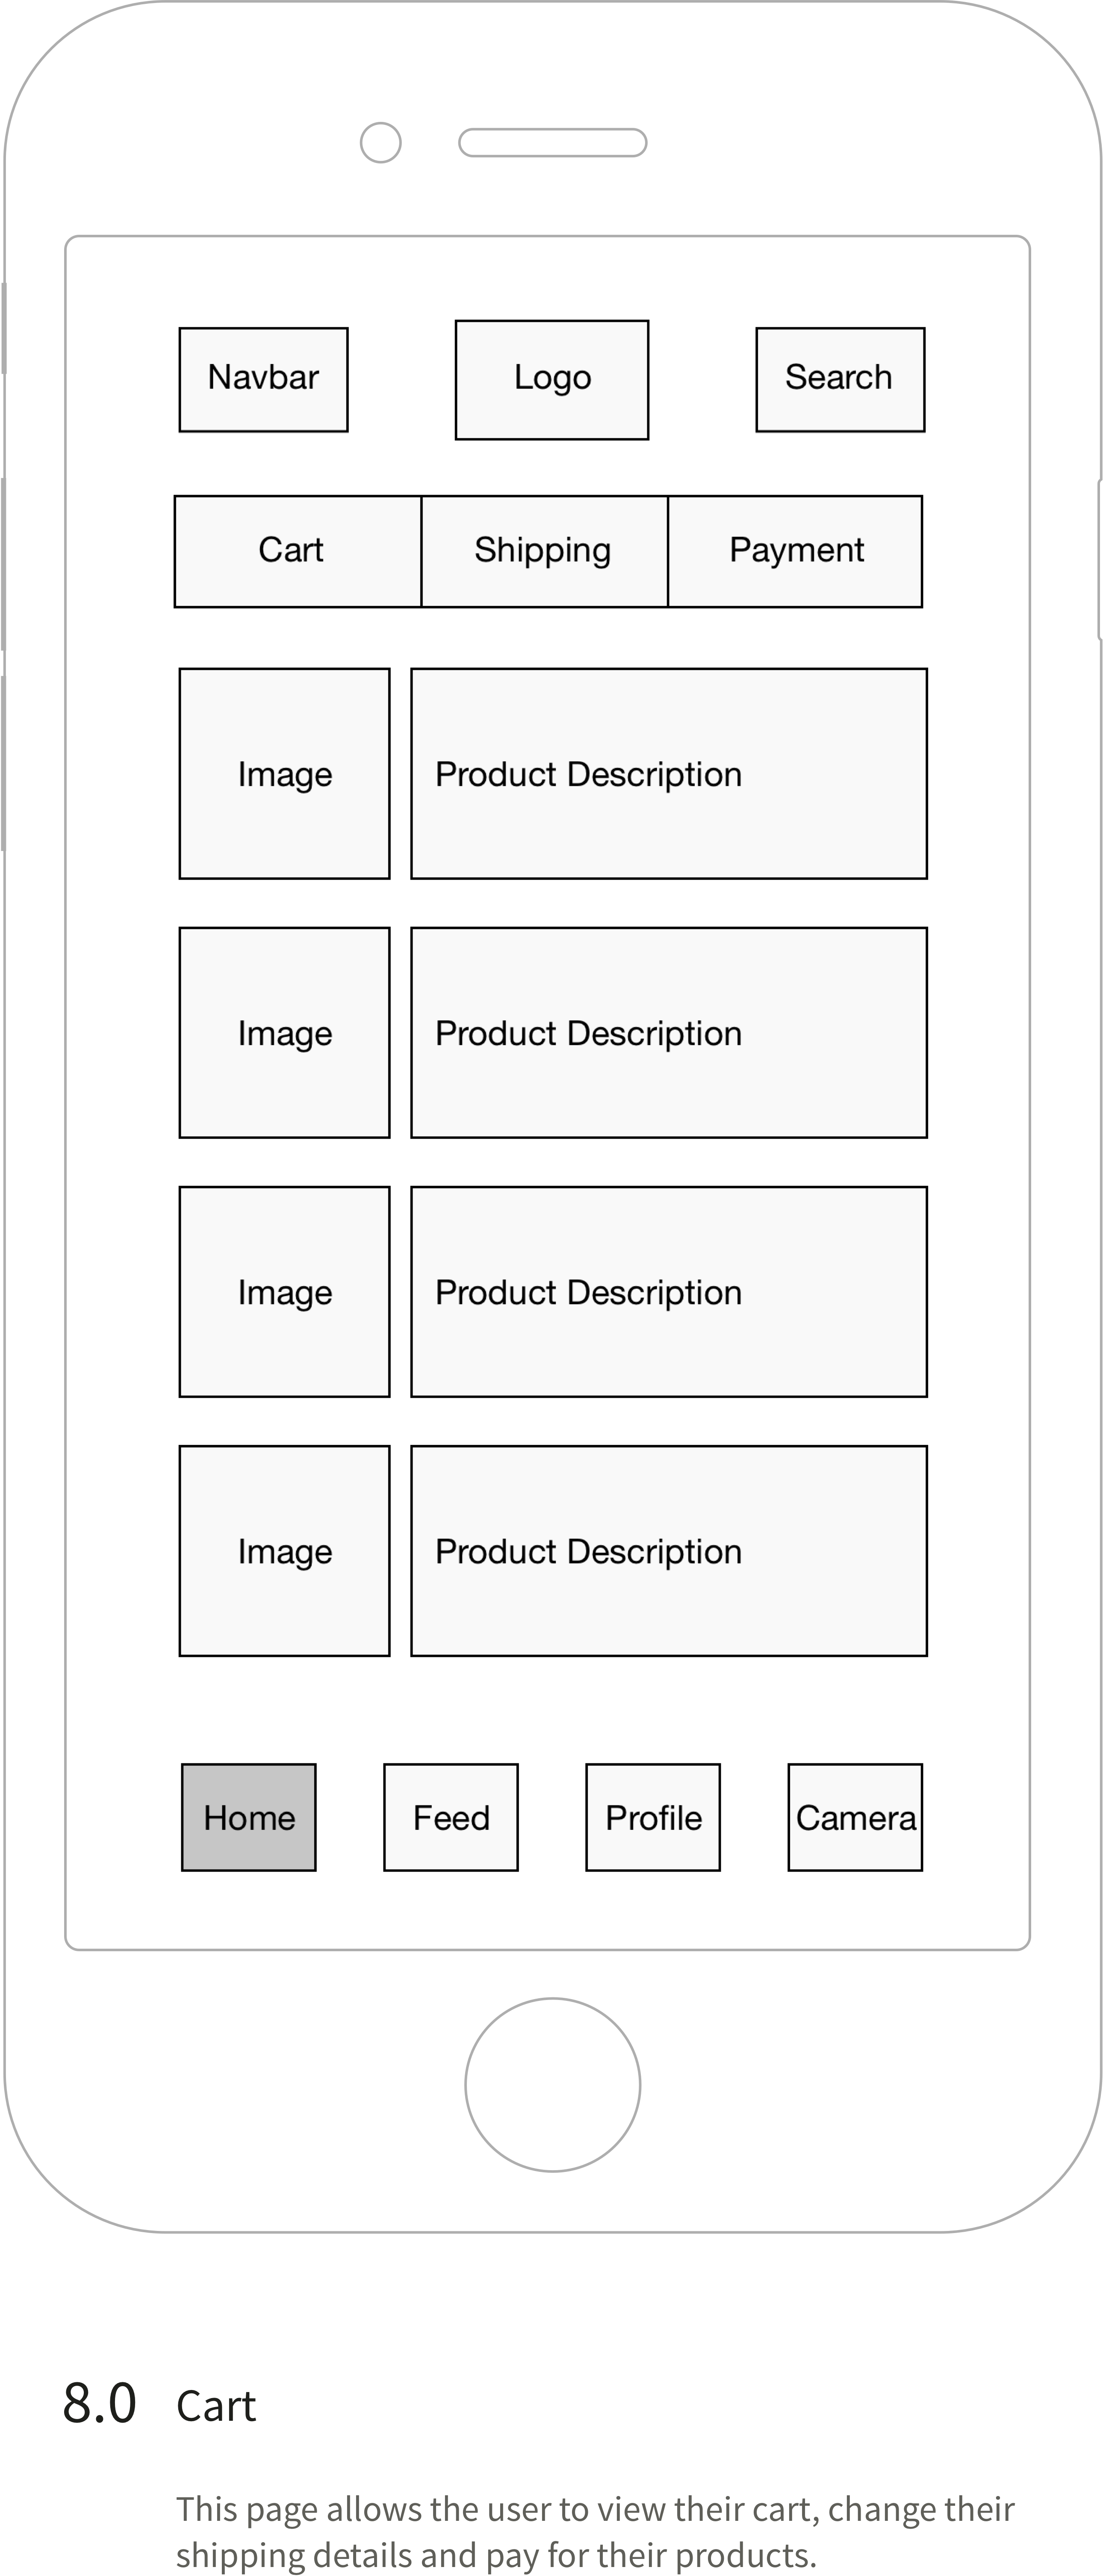 Navbar
Logo
Search
Cart
Shipping
Payment
Image
Product Description
Image
Product Description
Image
Product Description
Image
Product Description
Home
Feed
Profile
Camera
8.0 Cart
This page allows the user to view their cart, change their
shipping details and pay for their products.